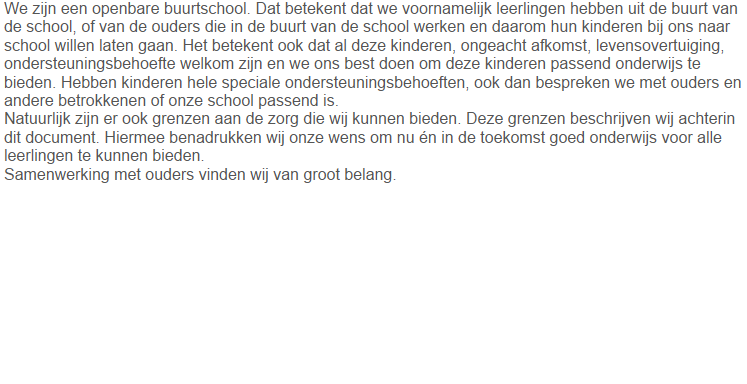 We zijn een openbare buurtschool. Dat betekent dat we voornamelijk leerlingen hebben uit de buurt van
de school, of van de ouders die in de buurt van de school werken en daarom hun kinderen bij ons naar
school willen laten gaan. Het betekent ook dat al deze kinderen, ongeacht afkomst, levensovertuiging,
ondersteuningsbehoefte welkom zijn en we ons best doen om deze kinderen passend onderwijs te
bieden. Hebben kinderen hele speciale ondersteuningsbehoeften, ook dan bespreken we met ouders en
andere betrokkenen of onze school passend is.
Natuurlijk zijn er ook grenzen aan de zorg die wij kunnen bieden. Deze grenzen beschrijven wij achterin
dit document. Hiermee benadrukken wij onze wens om nu én in de toekomst goed onderwijs voor alle
leerlingen te kunnen bieden.
Samenwerking met ouders vinden wij van groot belang.